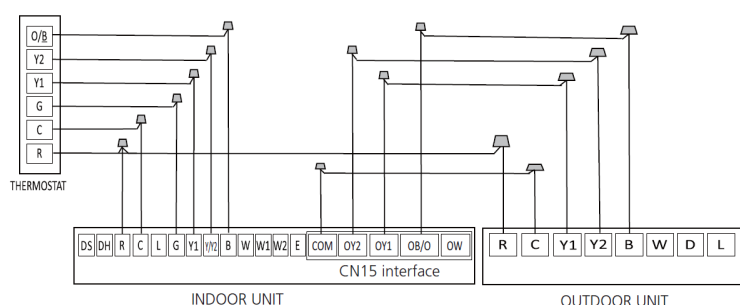 O/B
Y2
Y1
G
C
R
THERMOSTAT
DS DH R C L G Y1 Y/Y2 B W W1 W2 E COM OY2 OY1 OB/O OW
CN15 interface
INDOOR UNIT
R C Y1 Y2 B W D L
OUTDOOR UNIT